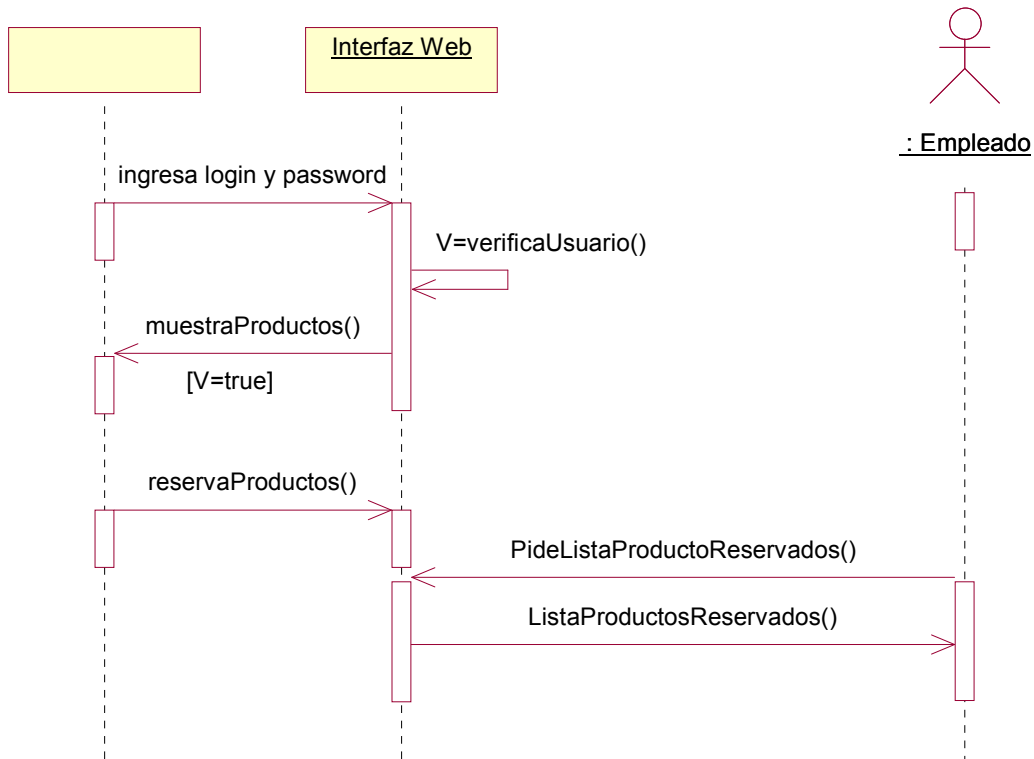 Interfaz Web
: Empleado
ingresa login y password
V=verificaUsuario()
muestraProductos()
[V=true]
reservaProductos()
PideListaProductoReservados()
ListaProductosReservados()